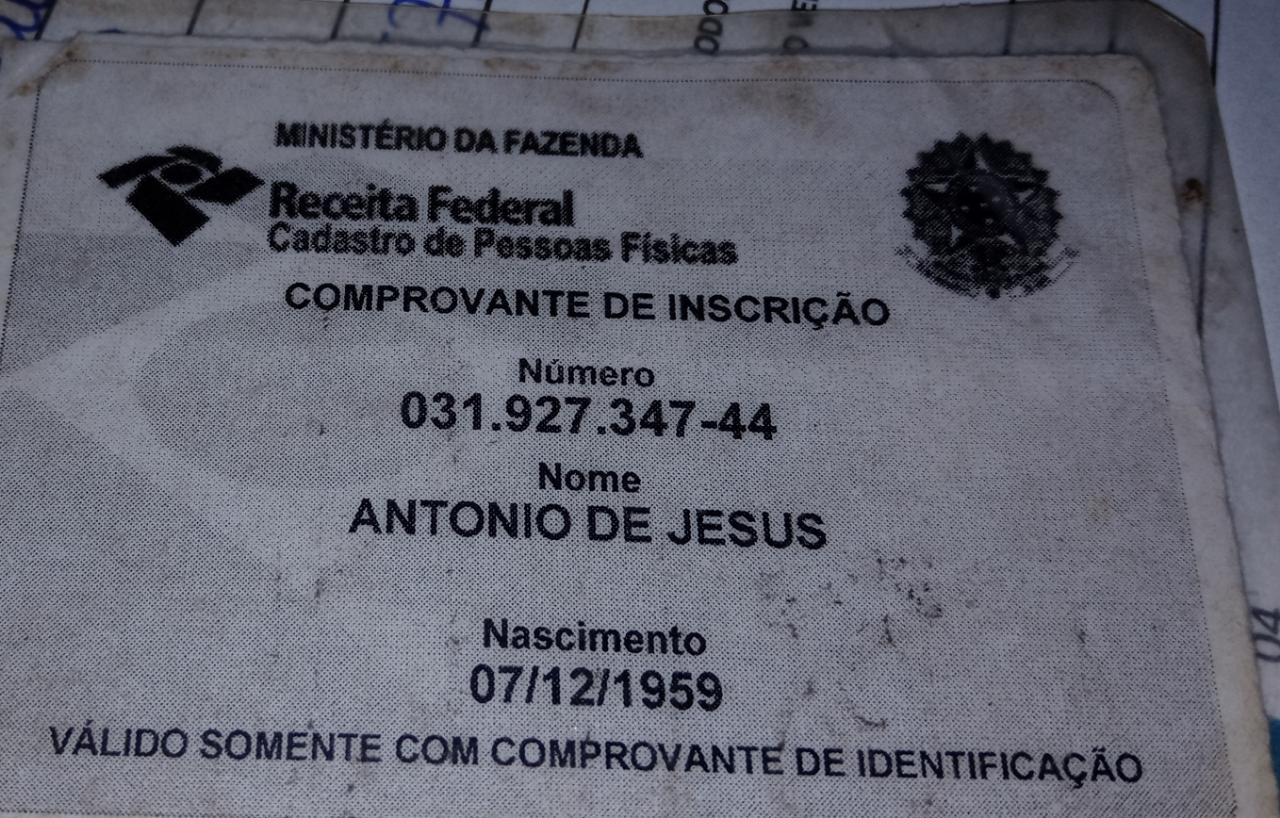 MINISTÉRIO DA FAZENDA
Receita Federal
Cadastro de Pessoas Físicas
COMPROVANTE DE INSCRIÇÃO
Número
031.927.347-44
Nome
ANTONIO DE JESUS
Nascimento
07/12/1959
VÁLIDO SOMENTE COM COMPROVANTE DE IDENTIFICAÇÃO
04